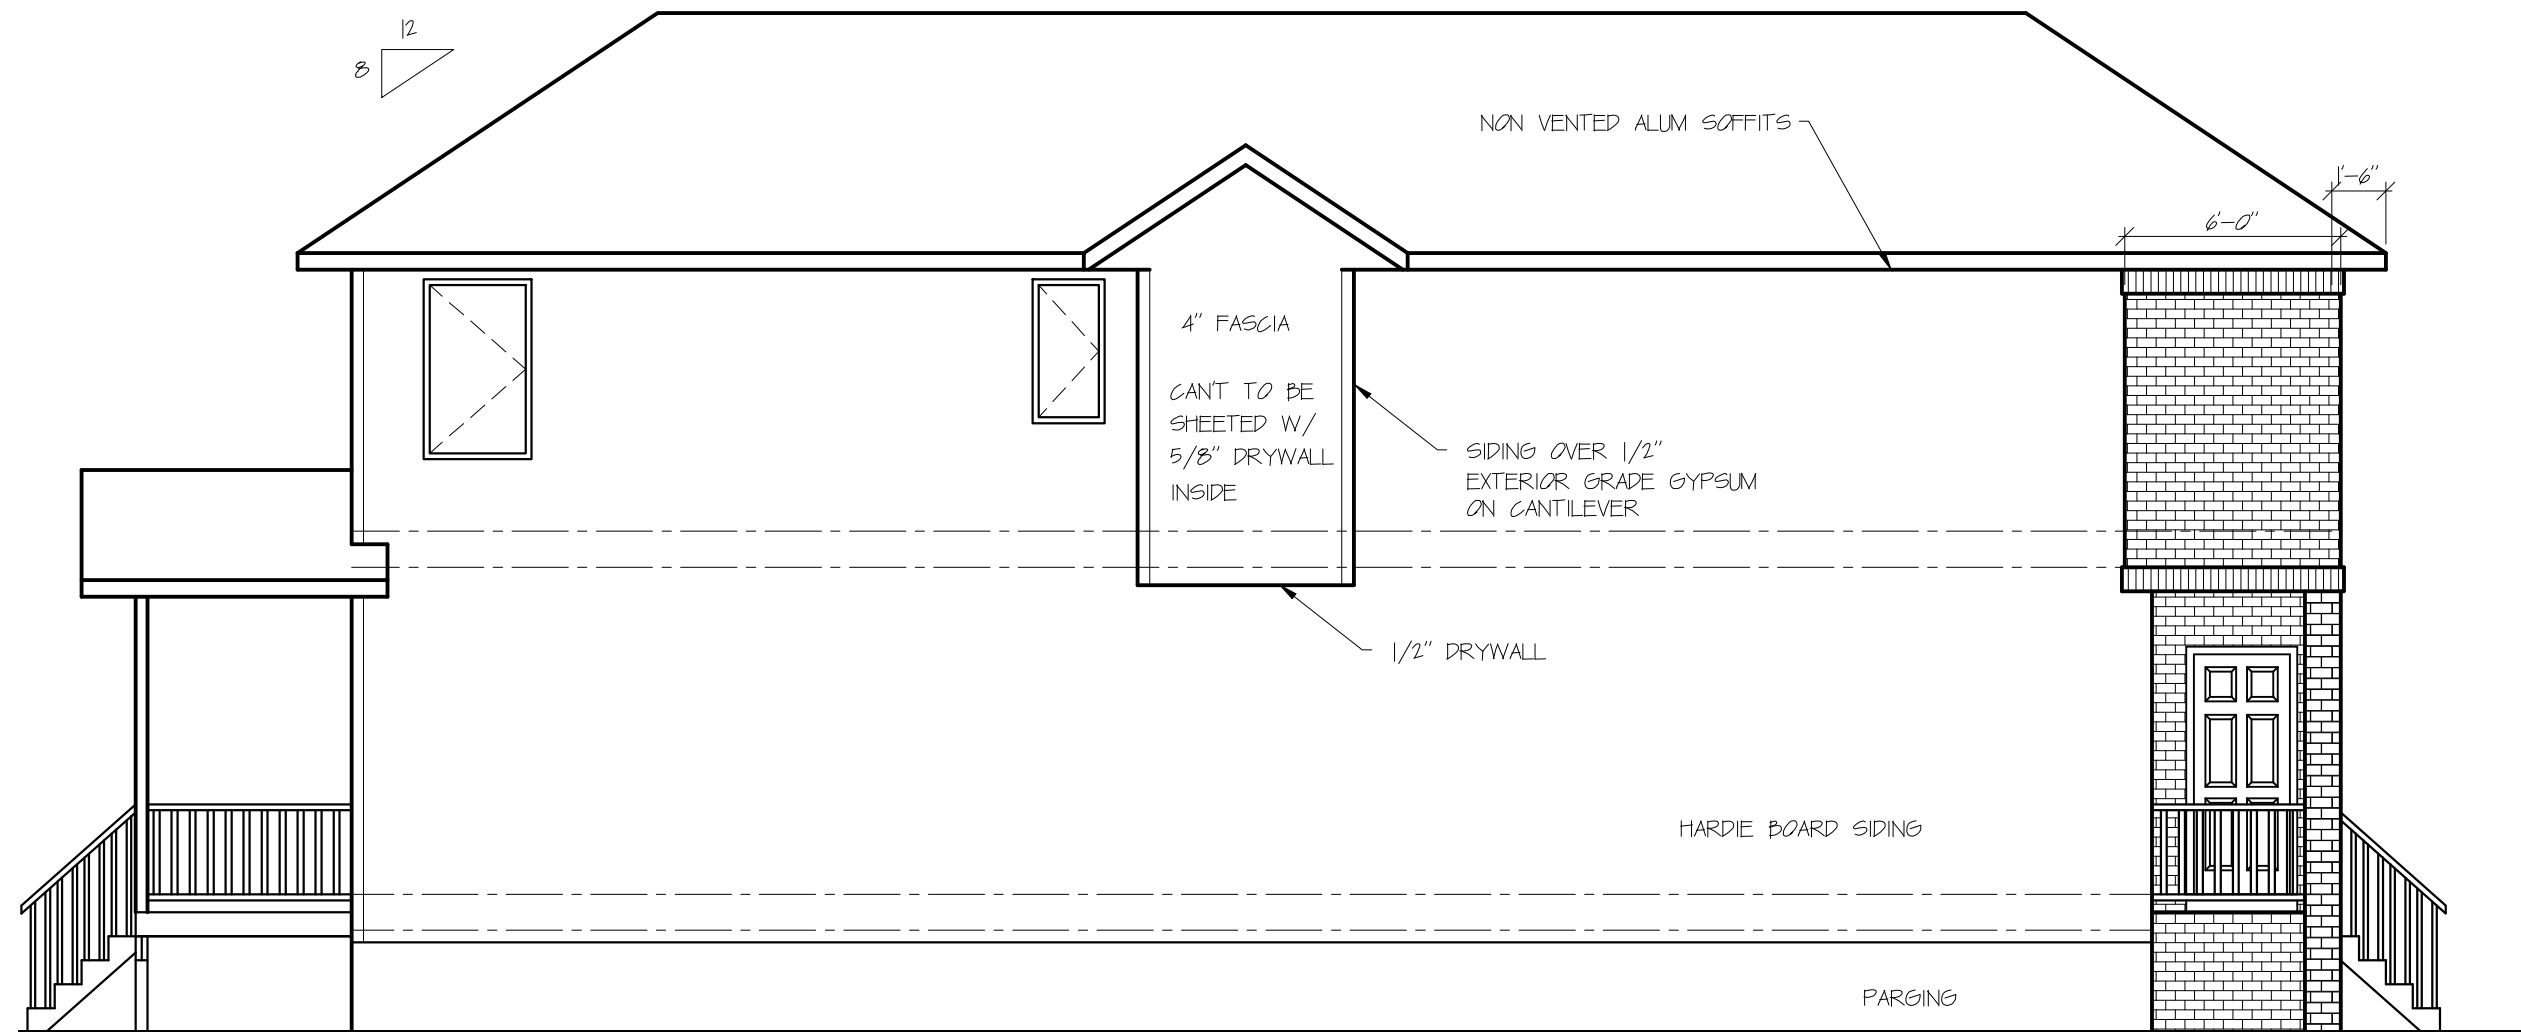 12
8
NON VENTED ALUM SOFFITS
1'-6"
6'-0"
4" FASCIA
CAN'T TO BE
SHEETED W/
5/8" DRYWALL
INSIDE
SIDING OVER 1/2"
EXTERIOR GRADE GYPSUM
ON CANTILEVER
1/2" DRYWALL
HARDIE BOARD SIDING
PARGING